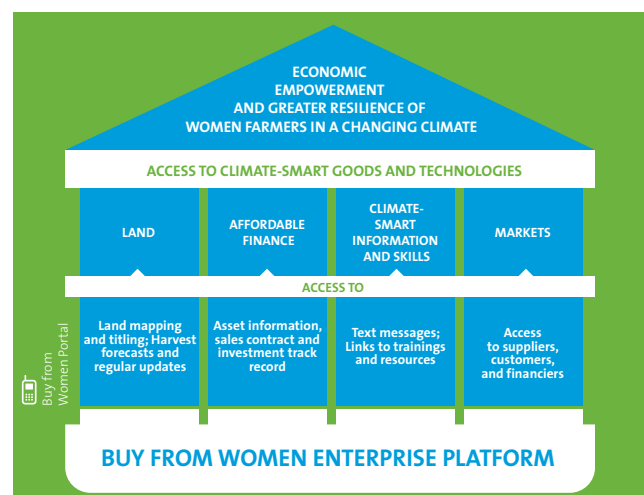 ECONOMIC
EMPOWERMENT
AND GREATER RESILIENCE OF
WOMEN FARMERS IN A CHANGING CLIMATE
ACCESS TO CLIMATE-SMART GOODS AND TECHNOLOGIES
LAND
AFFORDABLE
FINANCE
CLIMATE-
SMART
INFORMATION
AND SKILLS
MARKETS
ACCESS TO
Land mapping
and titling; Harvest
forecasts and
regular updates
Asset information,
sales contract and
investment track
record
Text messages;
Links to trainings
and resources
Access
to suppliers,
customers,
and financiers
Buy from
Women Portal
BUY FROM WOMEN ENTERPRISE PLATFORM